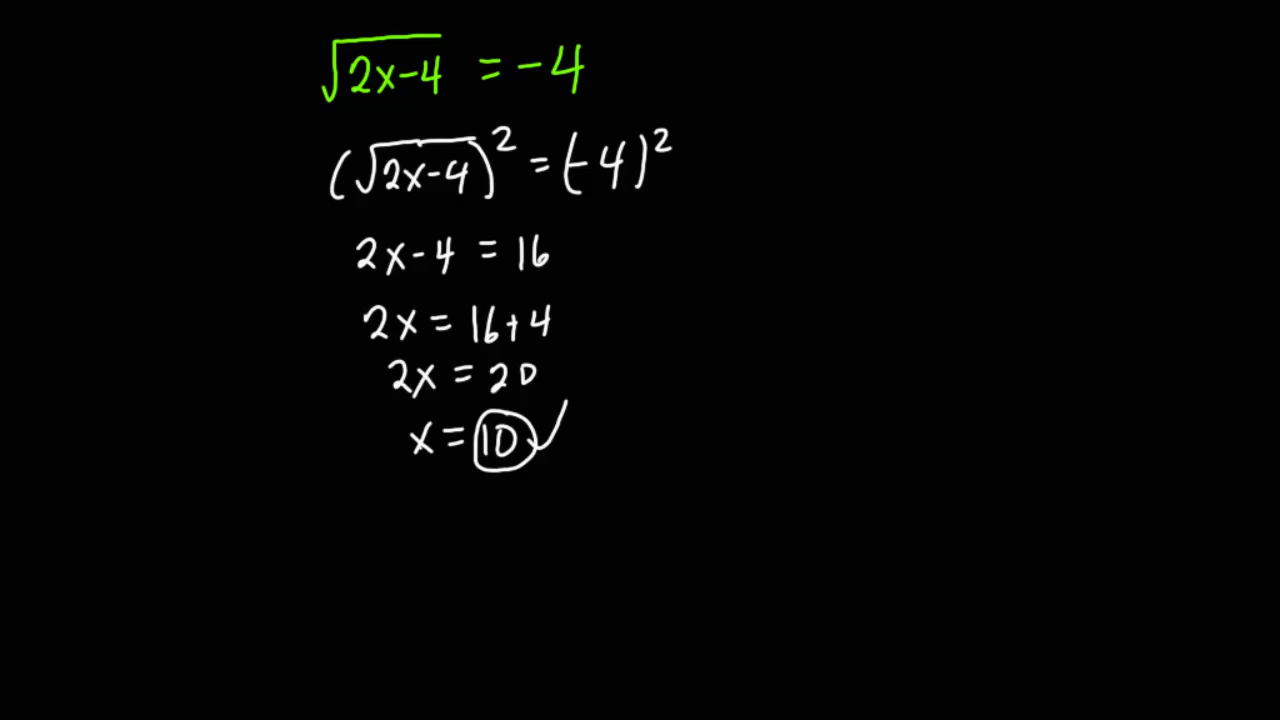 √(2x-4) = -4
(√(2x-4))² = (-4)²
2x-4 = 16
2x = 16+4
2x = 20
x = 10 ✓